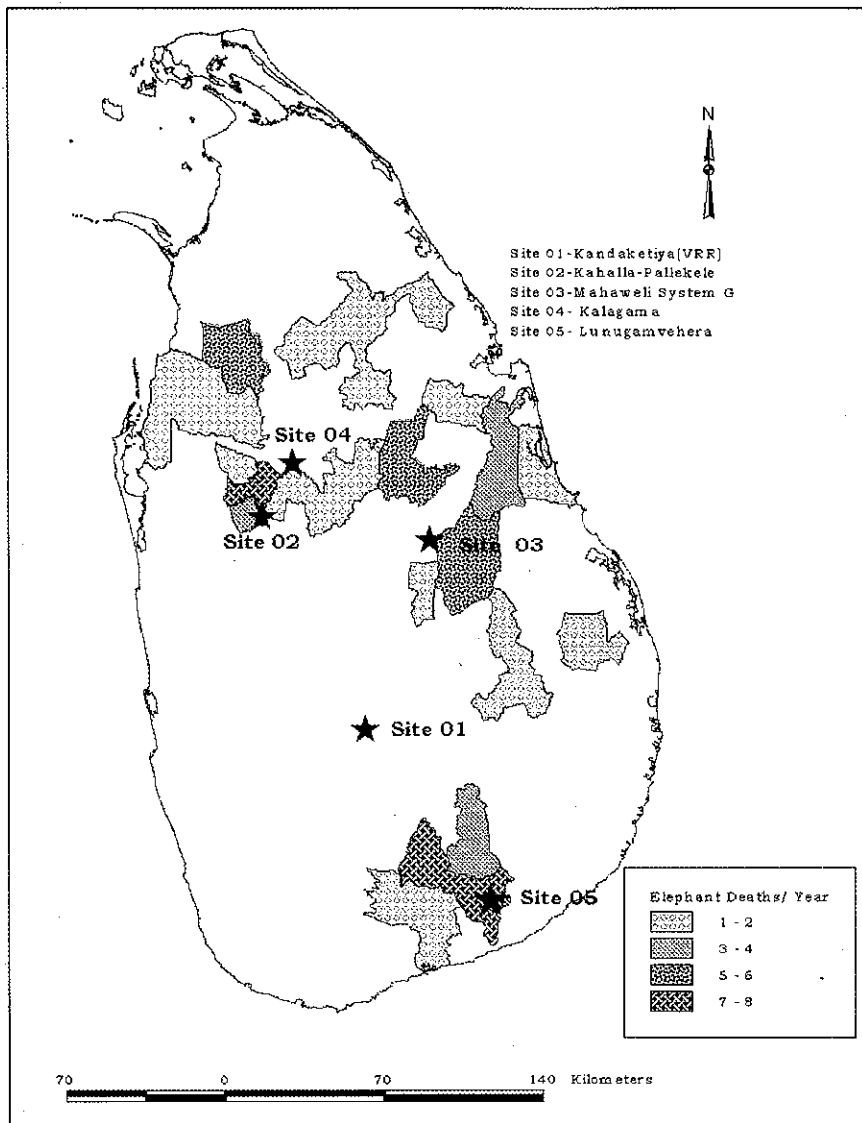 N
Site 01-Kandaketiya(VRR)
Site 02-Kahalla-Pallekele
Site 03-Mahaweli System G
Site 04- Kalagama
Site 05- Lunugamvehera
Site 04
Site 02
Site 03
Site 01
Site 05
Elephant Deaths/ Year
1 - 2
3 - 4
5 - 6
7 - 8
70 0 70 140 Kilometers